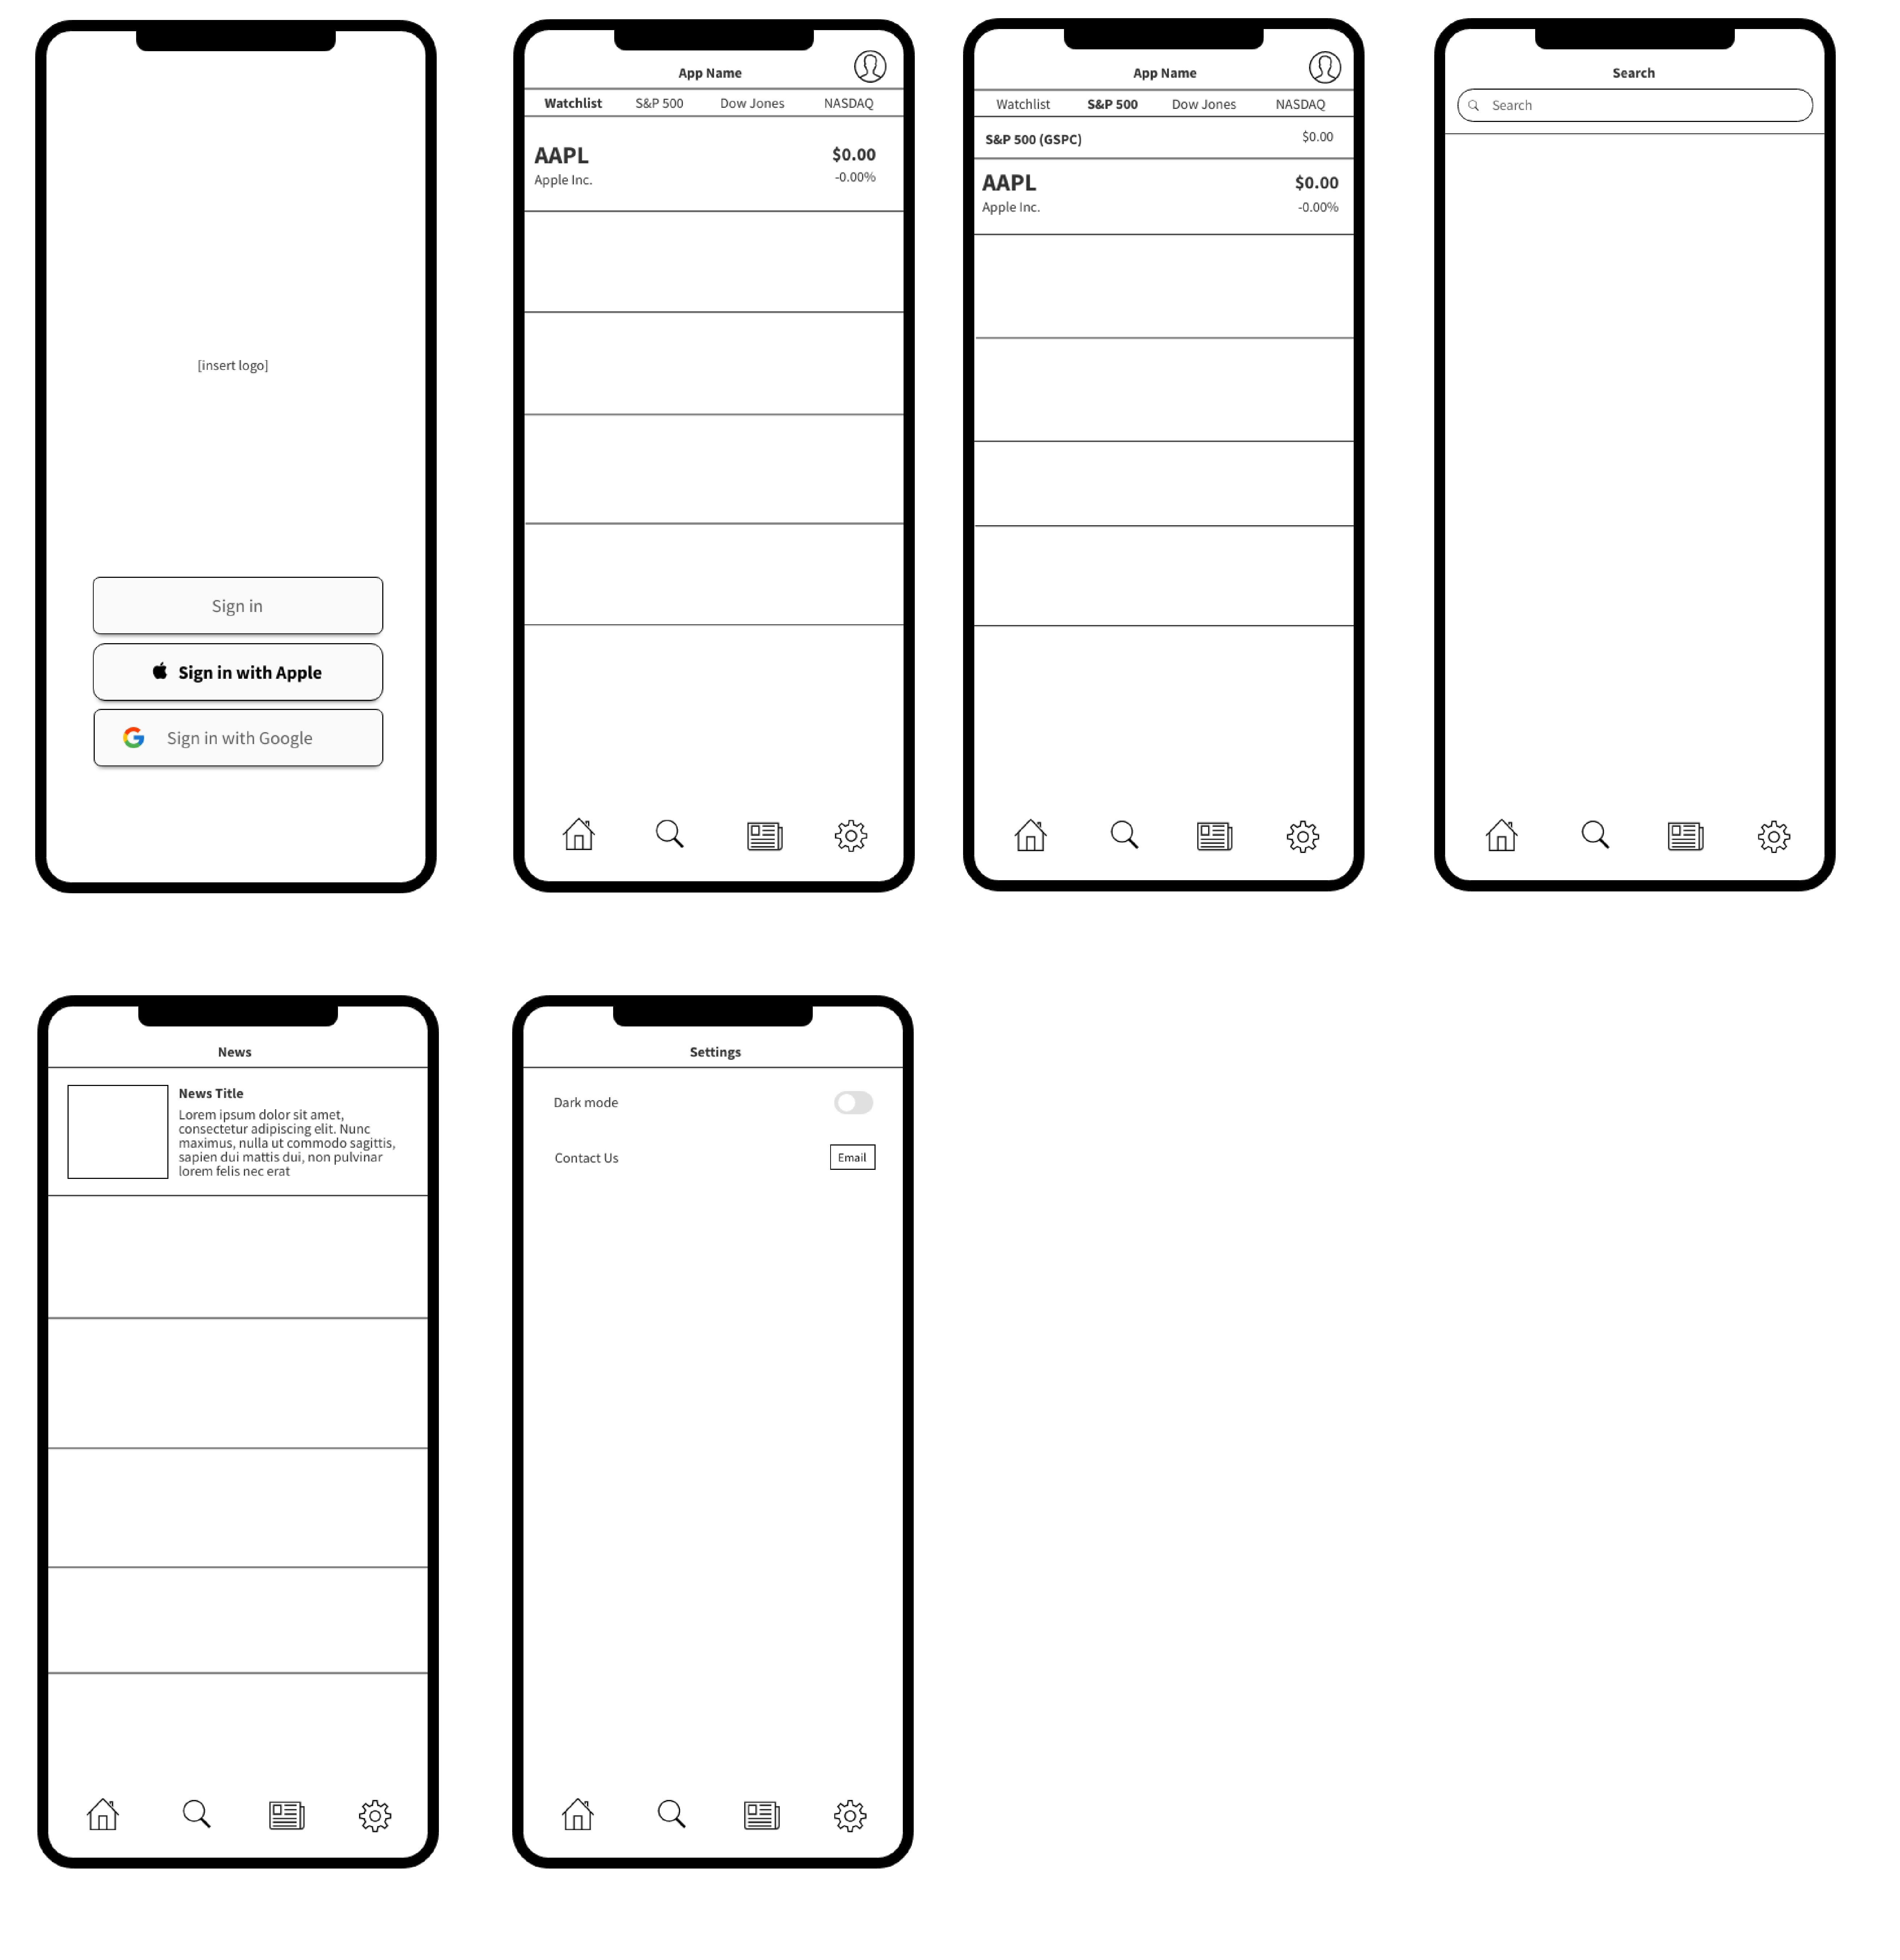 [insert logo]
Sign in
Sign in with Apple
Sign in with Google
App Name
Watchlist S&P 500 Dow Jones NASDAQ
AAPL $0.00
Apple Inc. -0.00%
App Name
Watchlist S&P 500 Dow Jones NASDAQ
S&P 500 (GSPC) $0.00
AAPL $0.00
Apple Inc. -0.00%
Search
Search
News
News Title
Lorem ipsum dolor sit amet,
consectetur adipiscing elit. Nunc
maximus, nulla ut commodo sagittis,
sapien dui mattis dui, non pulvinar
lorem felis nec erat
Settings
Dark mode
Contact Us Email